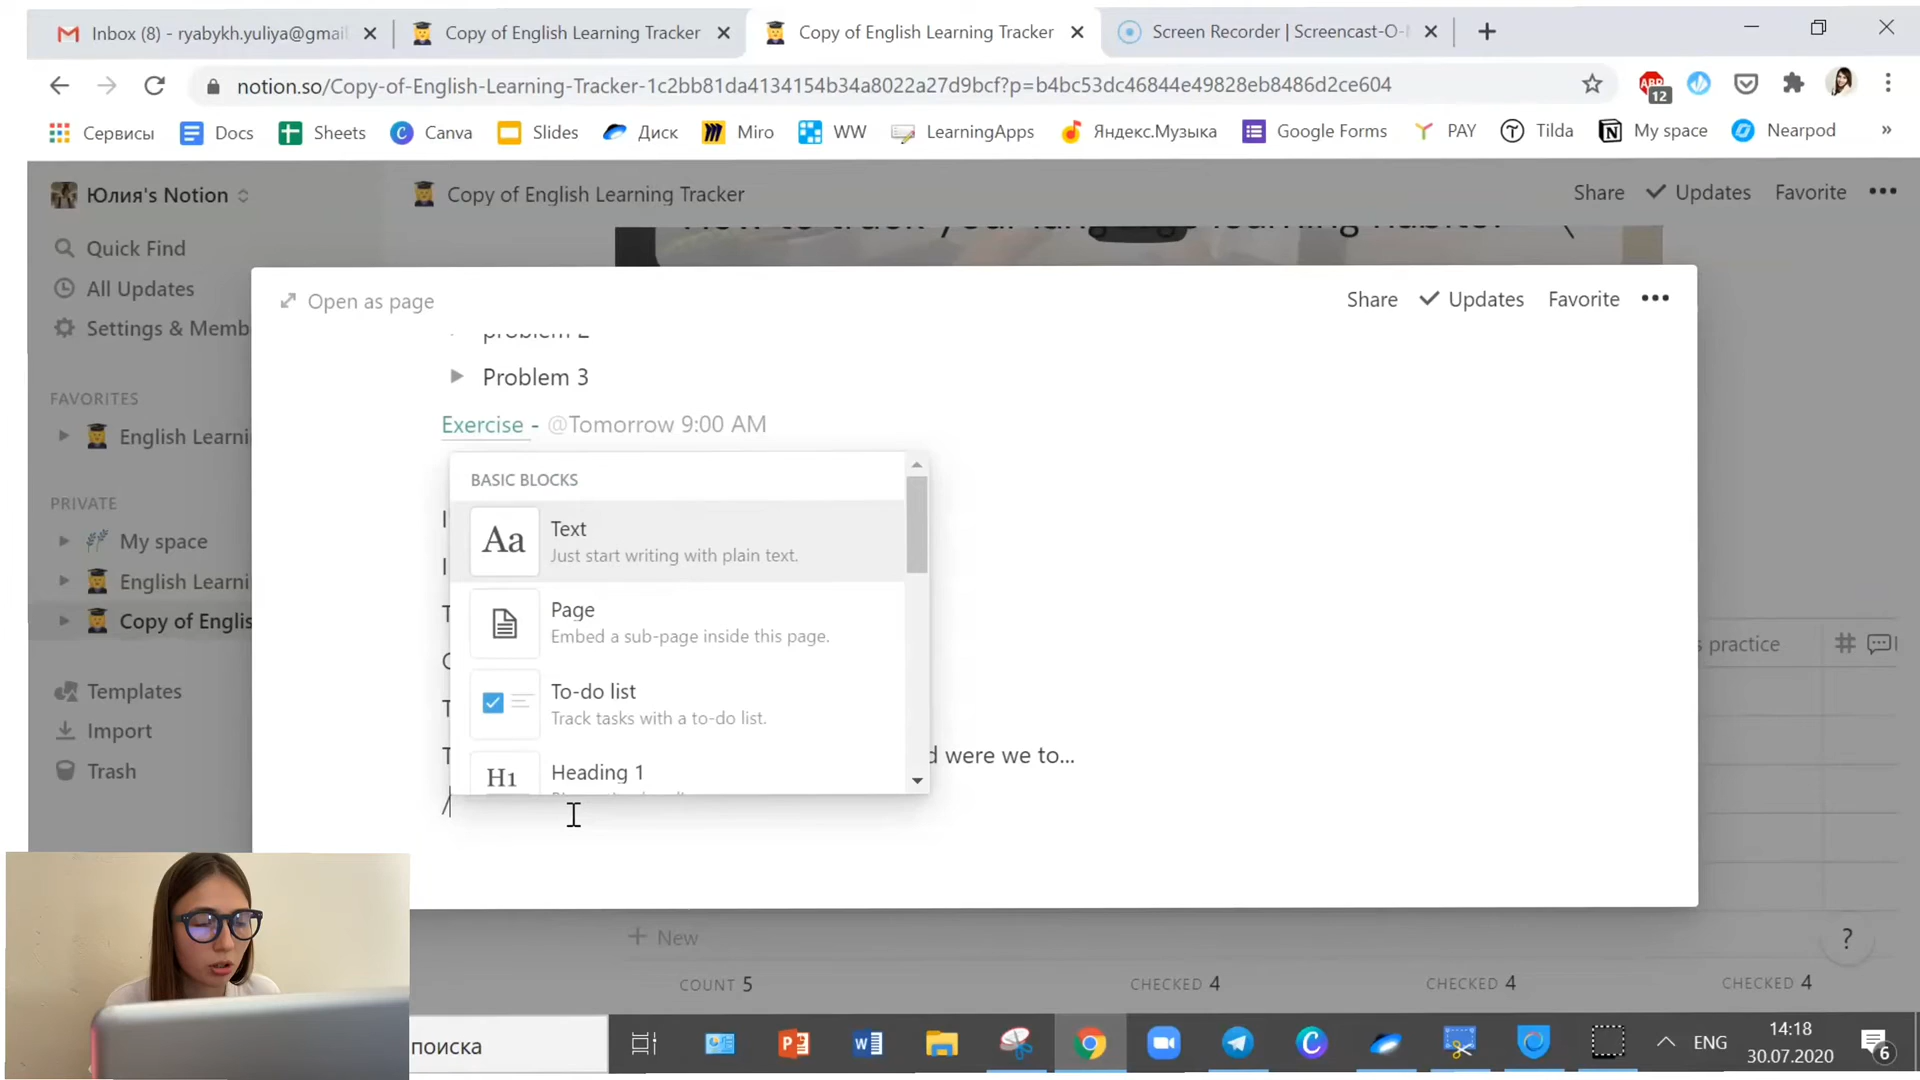 Inbox (8) - ryabykh.yuliya@gmai
Copy of English Learning Tracker
Copy of English Learning Tracker
Screen Recorder | Screencast-O-
notion.so/Copy-of-English-Learning-Tracker-1c2bb81da4134154b34a8022a27d9bcf?p=b4bc53dc46844e49828eb8486d2ce604
ABP
12
Сервисы
Docs
Sheets
Canva
Slides
Диск
Miro
WW
LearningApps
Яндекс.Музыка
Google Forms
PAY
Tilda
My space
Nearpod
»
Юлия's Notion
Copy of English Learning Tracker
Share
Updates
Favorite
Quick Find
All Updates
Settings & Memb
FAVORITES
English Learni
PRIVATE
My space
English Learni
Copy of Englis
Templates
Import
Trash
Open as page
Share
Updates
Favorite
problem 2
Problem 3
Exercise - @Tomorrow 9:00 AM
BASIC BLOCKS
Aa
Text
Just start writing with plain text.
Page
Embed a sub-page inside this page.
To-do list
Track tasks with a to-do list.
H1
Heading 1
d were we to...
/
practice
#
+ New
COUNT 5
CHECKED 4
CHECKED 4
CHECKED 4
?
поиска
ENG
14:18
30.07.2020
6